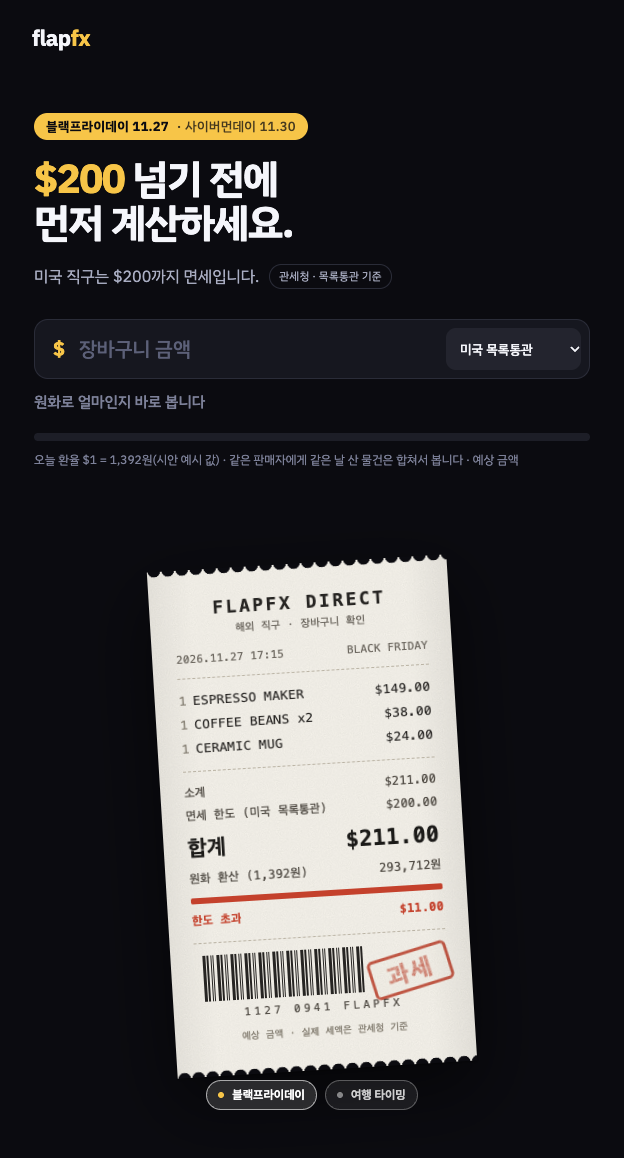 flapfx
블랙프라이데이 11.27 · 사이버먼데이 11.30
$200 넘기 전에
먼저 계산하세요.
미국 직구는 $200까지 면세입니다. 관세청 · 목록통관 기준
$ 장바구니 금액 미국 목록통관
원화로 얼마인지 바로 봅니다
오늘 환율 $1 = 1,392원(시안 예시 값) · 같은 판매자에게 같은 날 산 물건은 합쳐서 봅니다 · 예상 금액
FLAPFX DIRECT
해외 직구 · 장바구니 확인
2026.11.27 17:15 BLACK FRIDAY
1 ESPRESSO MAKER $149.00
1 COFFEE BEANS x2 $38.00
1 CERAMIC MUG $24.00
소계 $211.00
면세 한도 (미국 목록통관) $200.00
합계 $211.00
원화 환산 (1,392원) 293,712원
한도 초과 $11.00
과세
1127 0941 FLAPFX
예상 금액 · 실제 세액은 관세청 기준
블랙프라이데이 여행 타이밍